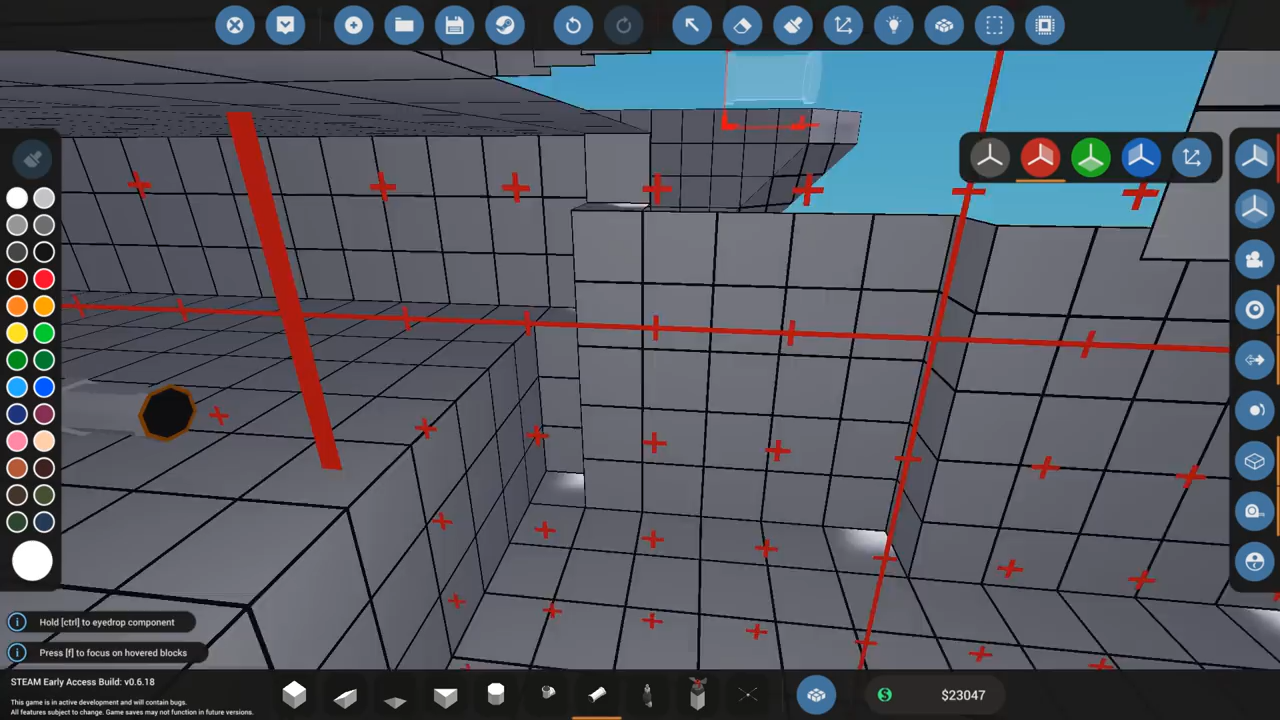 Hold [ctrl] to eyedrop component
Press [f] to focus on hovered blocks
STEAM Early Access Build: v0.6.18
This game is in active development and will contain bugs.
All features subject to change. Game saves may not function in future versions.
$ $23047